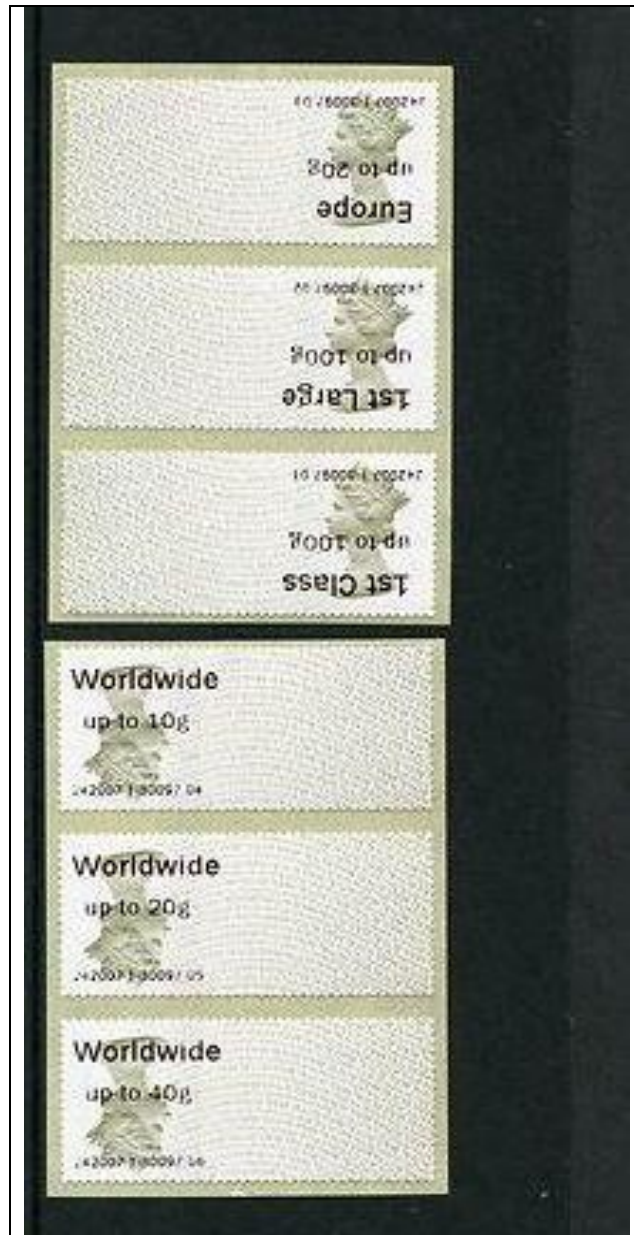 Europe
up to 20g
1st Large
up to 100g
1st Class
up to 100g
Worldwide
up to 10g
Worldwide
up to 20g
Worldwide
up to 40g